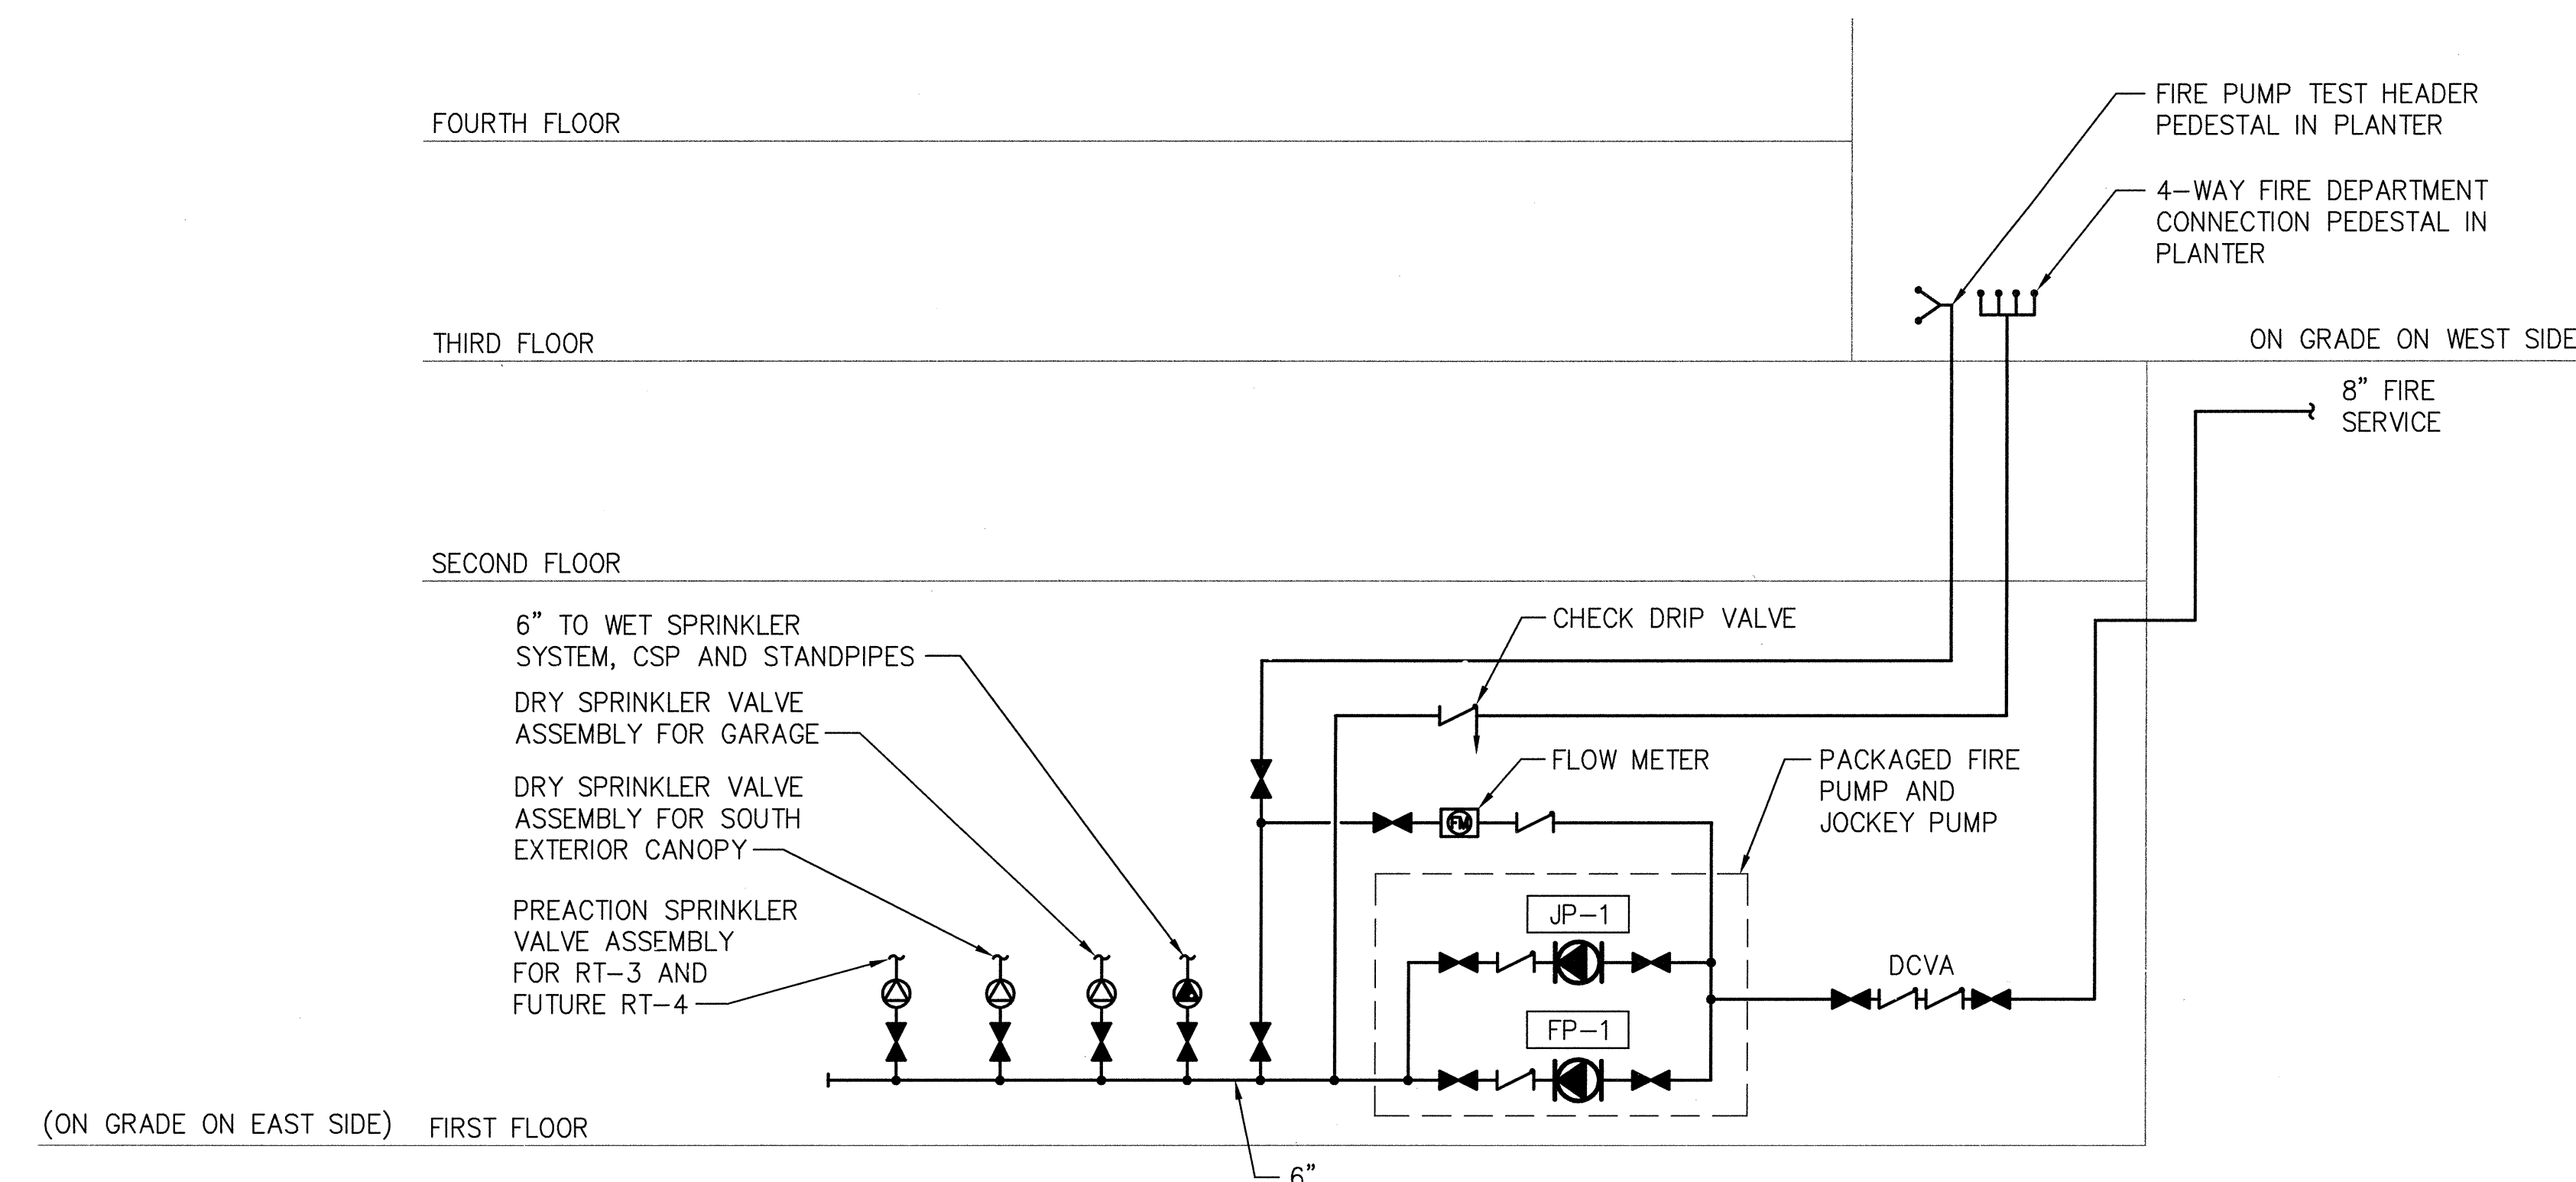 FOURTH FLOOR
FIRE PUMP TEST HEADER
PEDESTAL IN PLANTER
4-WAY FIRE DEPARTMENT
CONNECTION PEDESTAL IN
PLANTER
THIRD FLOOR
ON GRADE ON WEST SIDE
8” FIRE
SERVICE
SECOND FLOOR
6” TO WET SPRINKLER
SYSTEM, CSP AND STANDPIPES
CHECK DRIP VALVE
DRY SPRINKLER VALVE
ASSEMBLY FOR GARAGE
FLOW METER
PACKAGED FIRE
PUMP AND
JOCKEY PUMP
DRY SPRINKLER VALVE
ASSEMBLY FOR SOUTH
EXTERIOR CANOPY
FM
PREACTION SPRINKLER
VALVE ASSEMBLY
FOR RT-3 AND
FUTURE RT-4
JP-1
DCVA
FP-1
(ON GRADE ON EAST SIDE)
FIRST FLOOR
6”